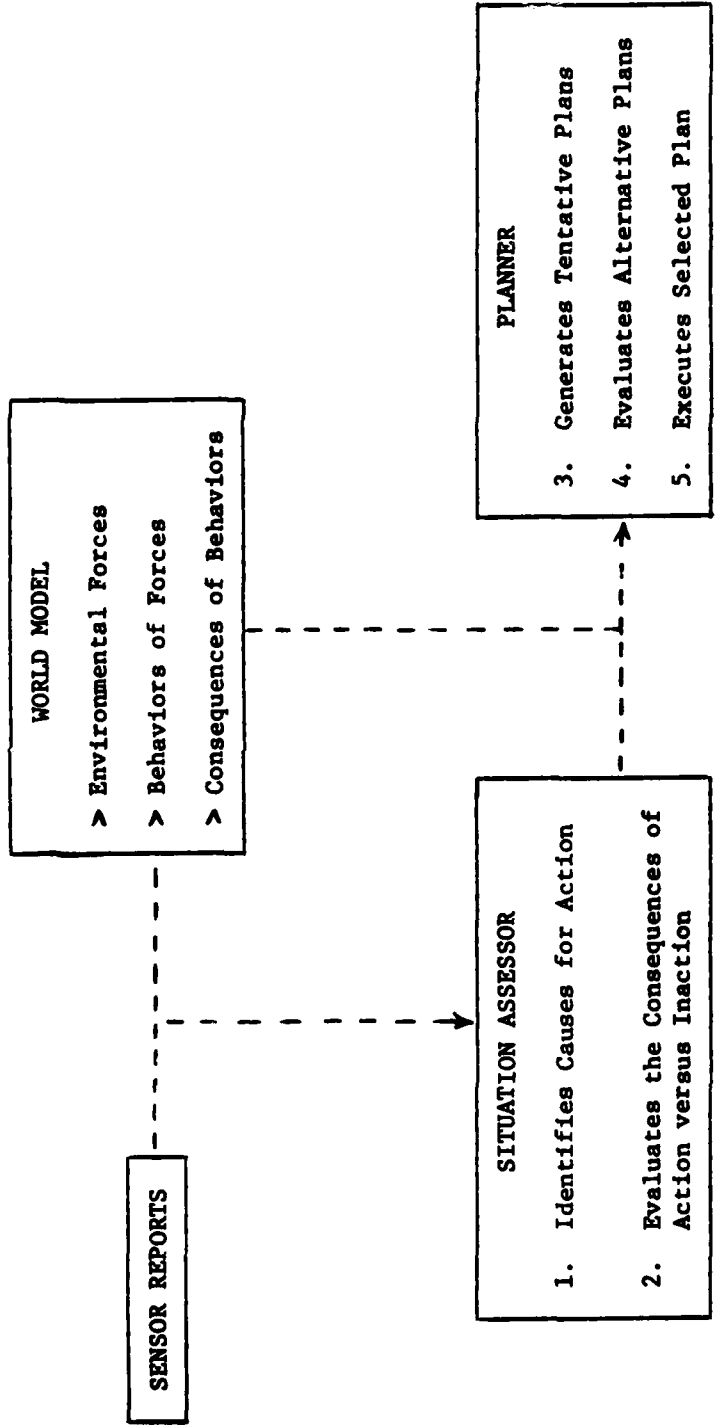 SENSOR REPORTS
WORLD MODEL
> Environmental Forces
> Behaviors of Forces
> Consequences of Behaviors
SITUATION ASSESSOR
1. Identifies Causes for Action
2. Evaluates the Consequences of
Action versus Inaction
PLANNER
3. Generates Tentative Plans
4. Evaluates Alternative Plans
5. Executes Selected Plan